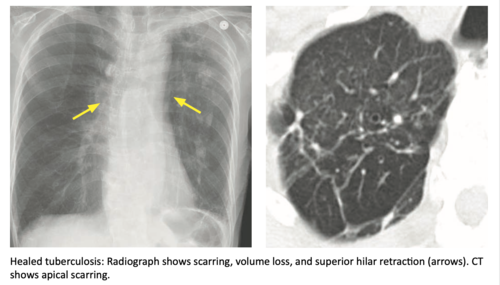 Healed tuberculosis: Radiograph shows scarring, volume loss, and superior hilar retraction (arrows). CT
shows apical scarring.